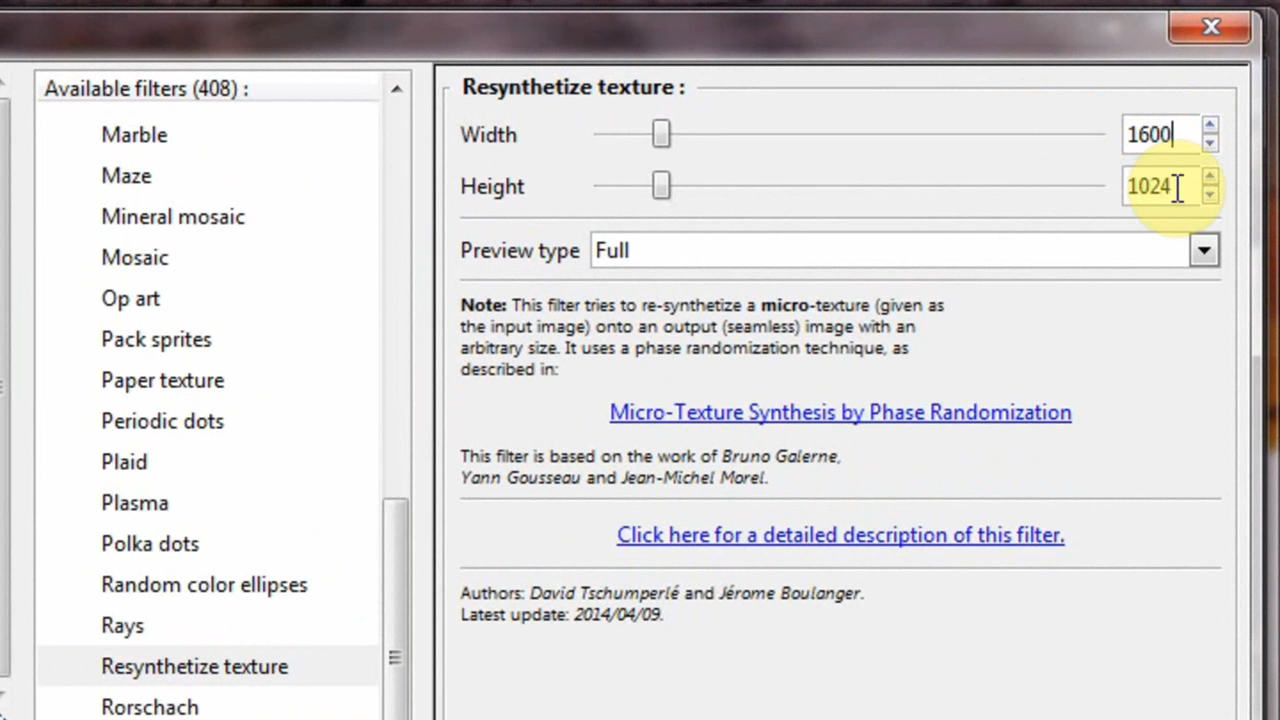 Available filters (408) :
Marble
Maze
Mineral mosaic
Mosaic
Op art
Pack sprites
Paper texture
Periodic dots
Plaid
Plasma
Polka dots
Random color ellipses
Rays
Resynthetize texture
Rorschach
Resynthetize texture :
Width 1600
Height 1024
Preview type Full
Note: This filter tries to re-synthetize a micro-texture (given as
the input image) onto an output (seamless) image with an
arbitrary size. It uses a phase randomization technique, as
described in:
Micro-Texture Synthesis by Phase Randomization
This filter is based on the work of Bruno Galerne,
Yann Gousseau and Jean-Michel Morel.
Click here for a detailed description of this filter.
Authors: David Tschumperlé and Jérome Boulanger.
Latest update: 2014/04/09.